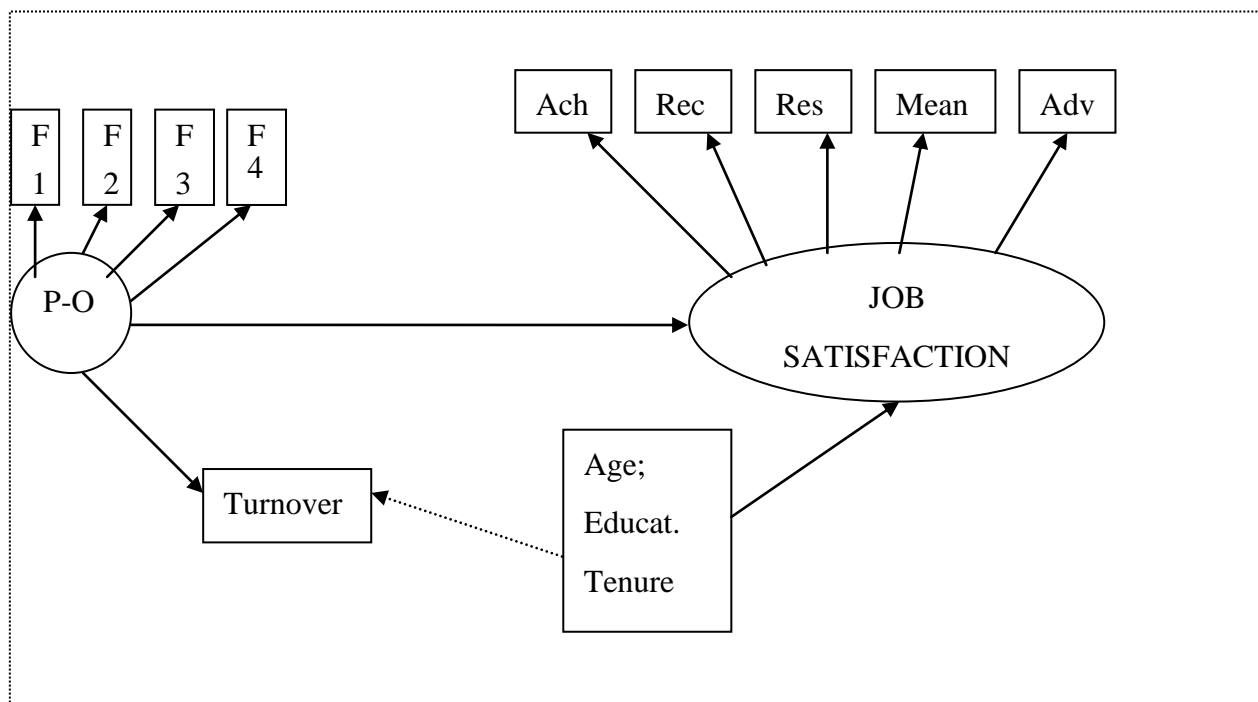 Ach
Rec
Res
Mean
Adv
F
1
F
2
F
3
F
4
P-O
JOB
SATISFACTION
Turnover
Age;
Educat.
Tenure